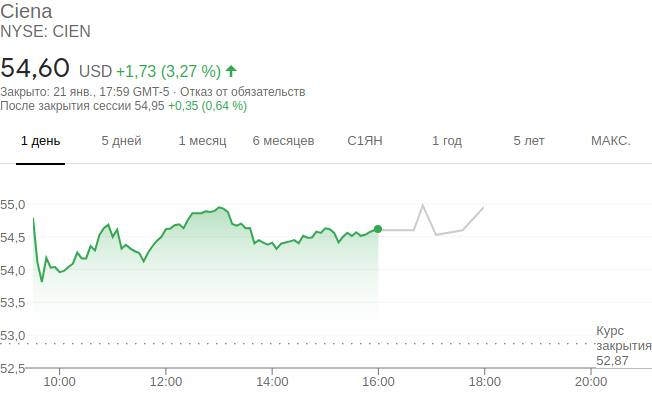 Ciena
NYSE: CIEN
54,60 USD +1,73 (3,27 %)
Закрыто: 21 янв., 17:59 GMT-5 · Отказ от обязательств
После закрытия сессии 54,95 +0,35 (0,64 %)
1 день 5 дней 1 месяц 6 месяцев С1ЯН 1 год 5 лет МАКС.
55,0
54,5
54,0
53,5
53,0
Курс
закрытия
52,87
52,5
10:00 12:00 14:00 16:00 18:00 20:00